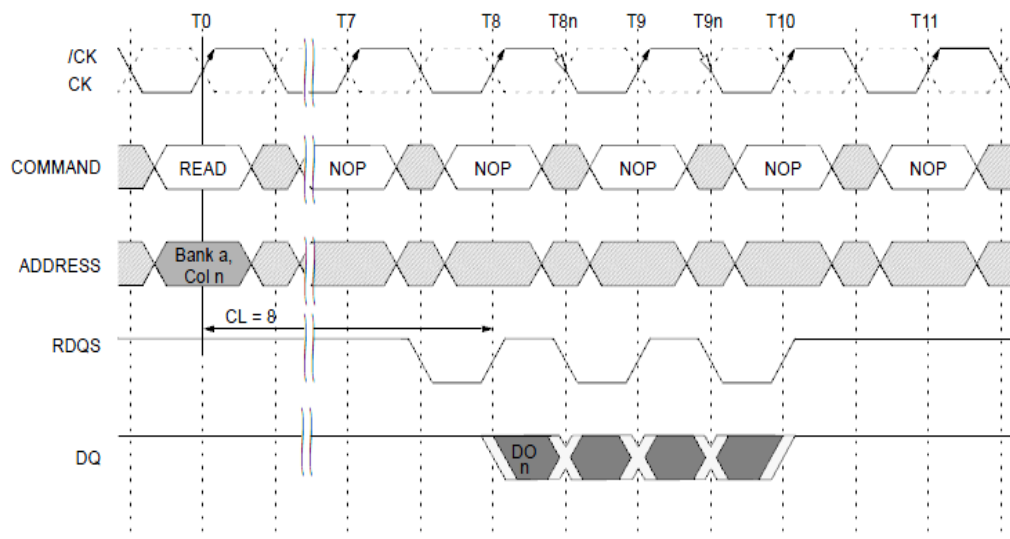 T0 T7 T8 T8n T9 T9n T10 T11
/CK
CK
COMMAND READ NOP NOP NOP NOP NOP
ADDRESS Bank a,
Col n
CL = 8
RDQS
DQ DO
n